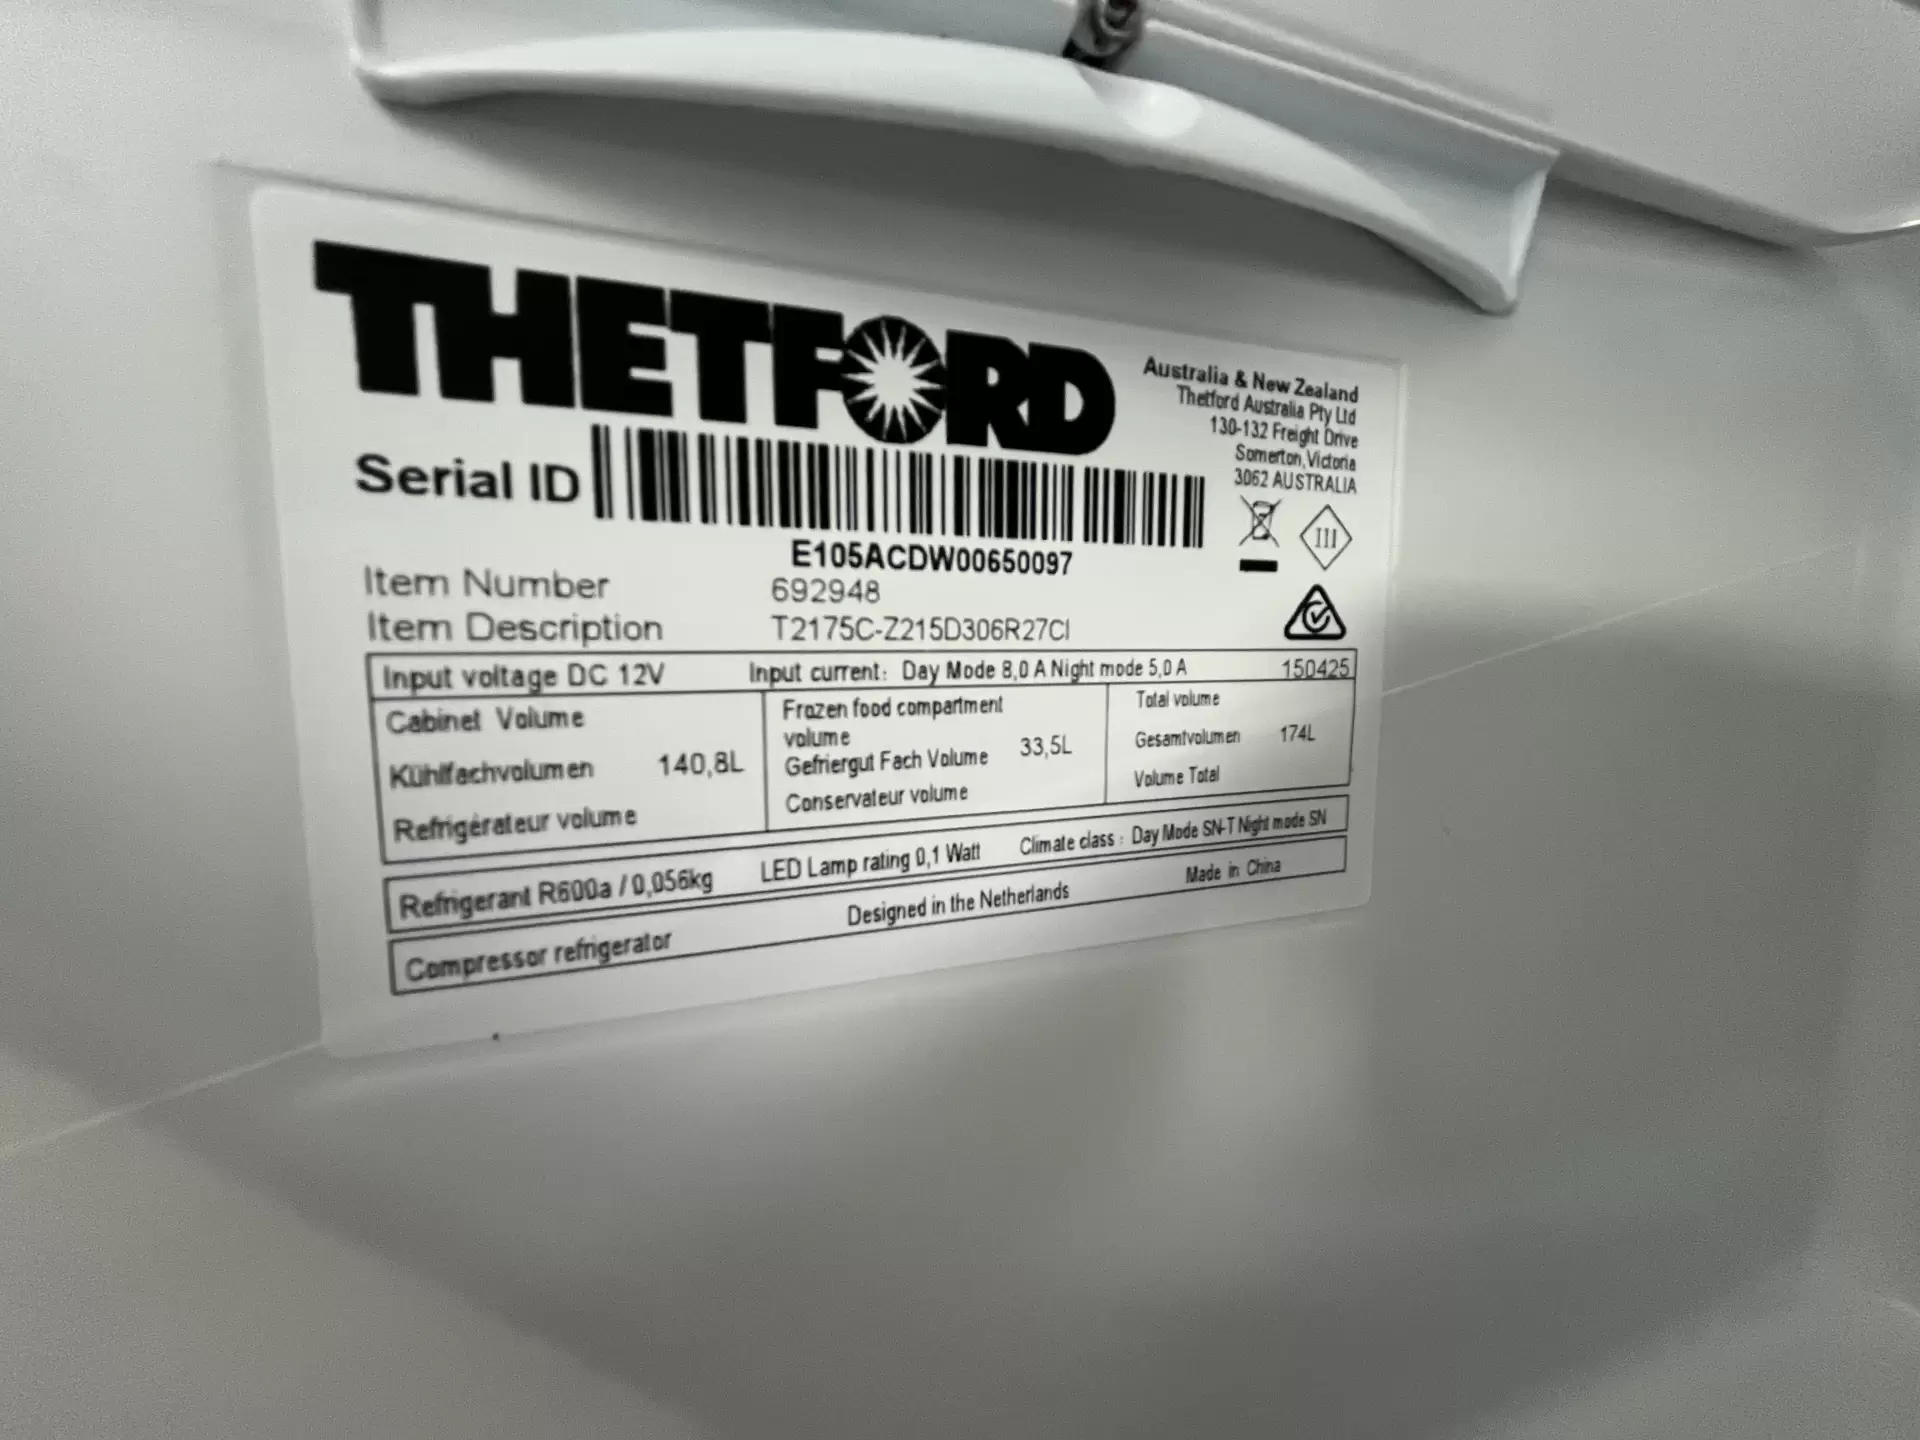 THETFORD
Australia & New Zealand
Thetford Australia Pty Ltd
130-132 Freight Drive
Somerton, Victoria
3062 AUSTRALIA
Serial ID
E105ACDW00650097
III
Item Number 692948
Item Description T2175C-Z215D306R27CI
Input voltage DC 12V Input current: Day Mode 8,0 A Night mode 5,0 A 150425
Cabinet Volume
Kühlfachvolumen 140,8L
Refrigérateur volume
Frozen food compartment
volume
Gefriergut Fach Volume 33,5L
Conservateur volume
Total volume
Gesamtvolumen 174L
Volume Total
Refrigerant R600a / 0,056kg LED Lamp rating 0,1 Watt Climate class : Day Mode SN-T Night mode SN
Compressor refrigerator Designed in the Netherlands Made in China